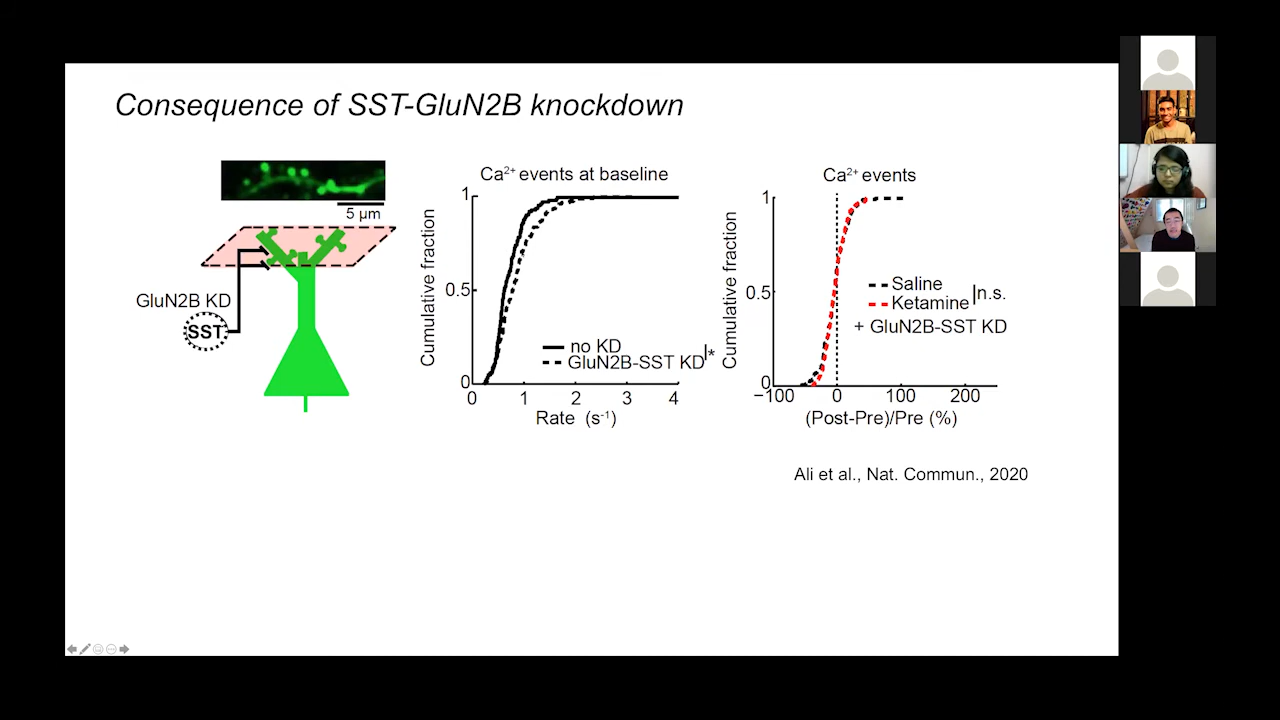 Consequence of SST-GluN2B knockdown
5 µm
GluN2B KD
SST
Ca2+ events at baseline
Cumulative fraction
1
0.5
0
no KD
GluN2B-SST KD
*
0 1 2 3 4
Rate (s-1)
Ca2+ events
Cumulative fraction
1
0.5
0
Saline
Ketamine
n.s.
+ GluN2B-SST KD
−100 0 100 200
(Post-Pre)/Pre (%)
Ali et al., Nat. Commun., 2020